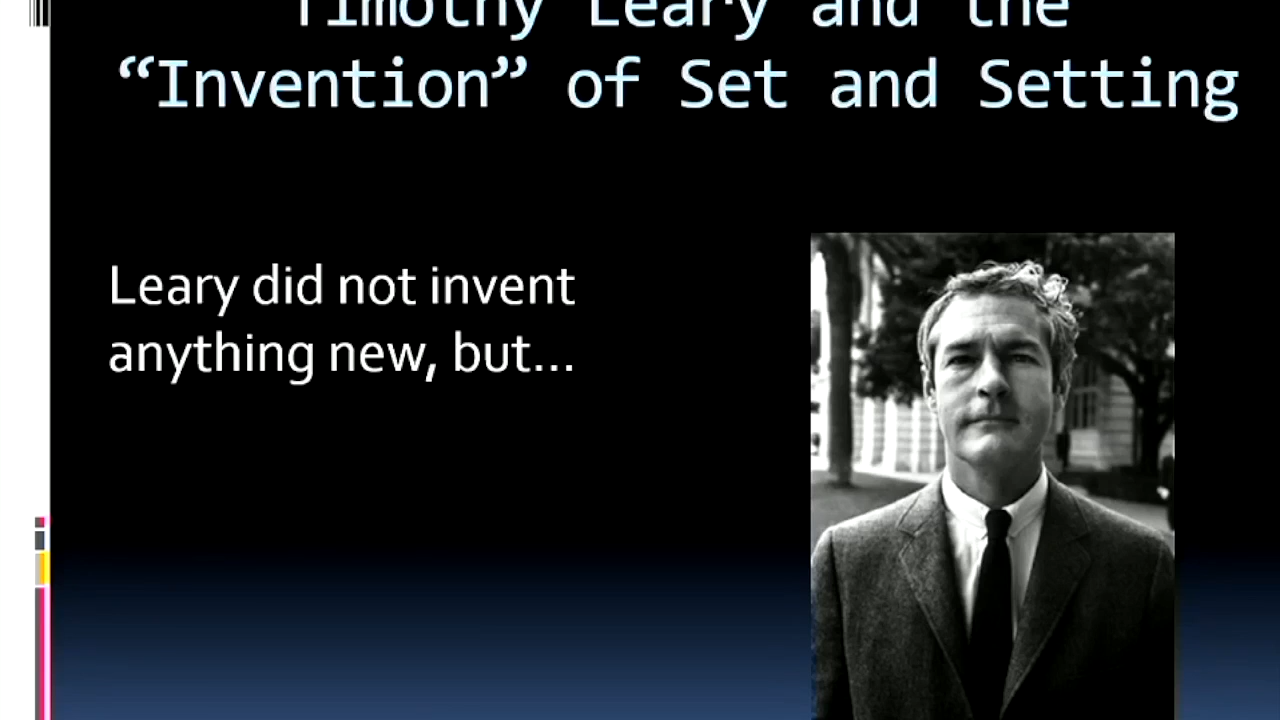 Timothy Leary and the
“Invention” of Set and Setting
Leary did not invent
anything new, but...